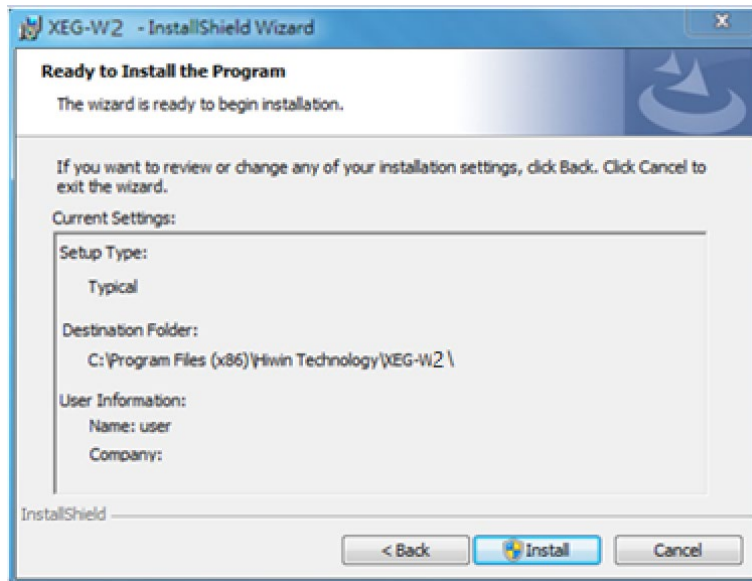 XEG-W2 - InstallShield Wizard
Ready to Install the Program
The wizard is ready to begin installation.
If you want to review or change any of your installation settings, click Back. Click Cancel to
exit the wizard.
Current Settings:
Setup Type:
Typical
Destination Folder:
C:\Program Files (x86)\Hiwin Technology\XEG-W2\
User Information:
Name: user
Company:
InstallShield
< Back Install Cancel